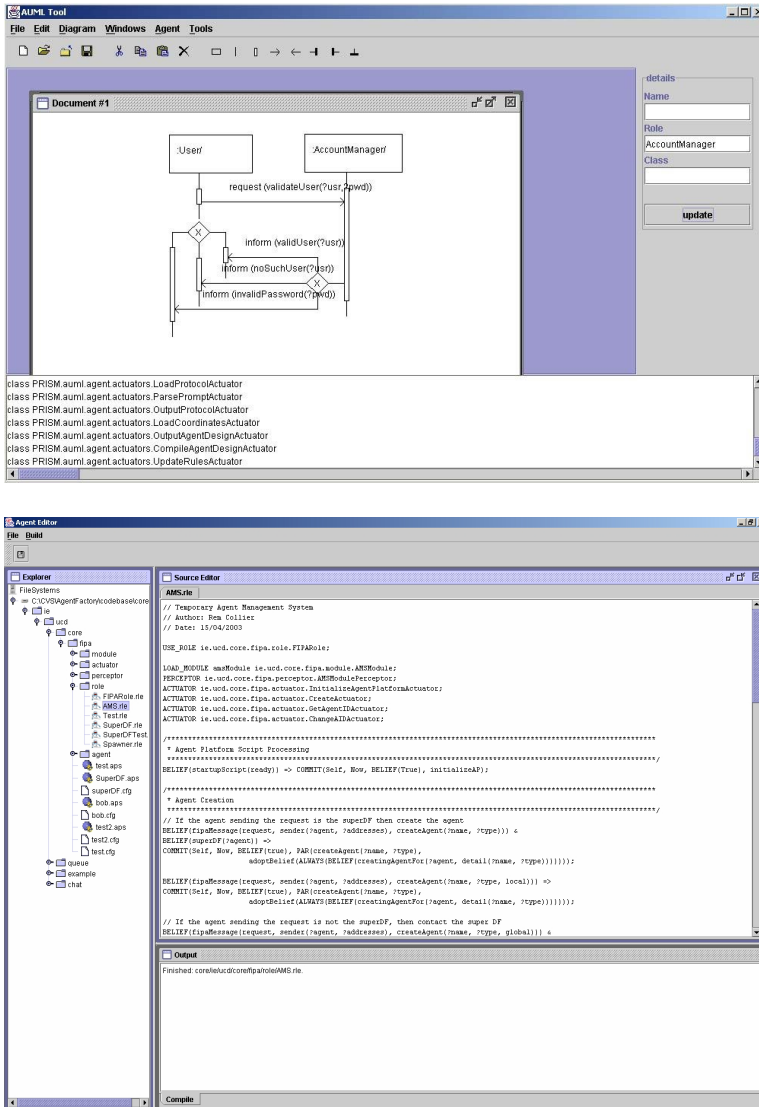 AUML Tool
File Edit Diagram Windows Agent Tools
Document #1
:User/
:AccountManager/
request (validateUser(?usr,?pwd))
X
inform (validUser(?usr))
inform (noSuchUser(?usr))
X
inform (invalidPassword(?pwd))
details
Name
Role
AccountManager
Class
update
class PRISM.auml.agent.actuators.LoadProtocolActuator
class PRISM.auml.agent.actuators.ParsePromptActuator
class PRISM.auml.agent.actuators.OutputProtocolActuator
class PRISM.auml.agent.actuators.LoadCoordinatesActuator
class PRISM.auml.agent.actuators.OutputAgentDesignActuator
class PRISM.auml.agent.actuators.CompileAgentDesignActuator
class PRISM.auml.agent.actuators.UpdateRulesActuator
Agent Editor
File Build
Explorer
FileSystems
C:\CVS\AgentFactory\codebase\core
ie
ucd
core
fipa
module
actuator
perceptor
role
FIPARole.rle
AMS.rle
Test.rle
SuperDF.rle
SuperDFTest.
Spawner.rle
agent
test.aps
SuperDF.aps
superDF.cfg
bob.aps
bob.cfg
test2.aps
test2.cfg
test.cfg
queue
example
chat
Source Editor
AMS.rle
// Temporary Agent Management System
// Author: Rem Collier
// Date: 15/04/2003
USE_ROLE ie.ucd.core.fipa.role.FIPARole;
LOAD_MODULE amsModule ie.ucd.core.fipa.module.AMSModule;
PERCEPTOR ie.ucd.core.fipa.perceptor.AMSModulePerceptor;
ACTUATOR ie.ucd.core.fipa.actuator.InitializeAgentPlatformActuator;
ACTUATOR ie.ucd.core.fipa.actuator.CreateActuator;
ACTUATOR ie.ucd.core.fipa.actuator.GetAgentIDActuator;
ACTUATOR ie.ucd.core.fipa.actuator.ChangeAIDActuator;
* Agent Platform Script Processing
BELIEF(startupScript(ready)) => COMMIT(Self, Now, BELIEF(True), initializeAP);
* Agent Creation
// If the agent sending the request is the superDF then create the agent
BELIEF(fipaMessage(request, sender(?agent, ?addresses), createAgent(?name, ?type))) &
BELIEF(superDF(?agent)) =>
COMMIT(Self, Now, BELIEF(true), PAR(createAgent(?name, ?type),
adoptBelief(ALWAYS(BELIEF(creatingAgentFor(?agent, detail(?name, ?type)))))));
BELIEF(fipaMessage(request, sender(?agent, ?addresses), createAgent(?name, ?type, local))) =>
COMMIT(Self, Now, BELIEF(true), PAR(createAgent(?name, ?type),
adoptBelief(ALWAYS(BELIEF(creatingAgentFor(?agent, detail(?name, ?type)))))));
// If the agent sending the request is not the superDF, then contact the super DF
BELIEF(fipaMessage(request, sender(?agent, ?addresses), createAgent(?name, ?type, global))) &
Output
Finished: core/ie/ucd/core/fipa/role/AMS.rle.
Compile